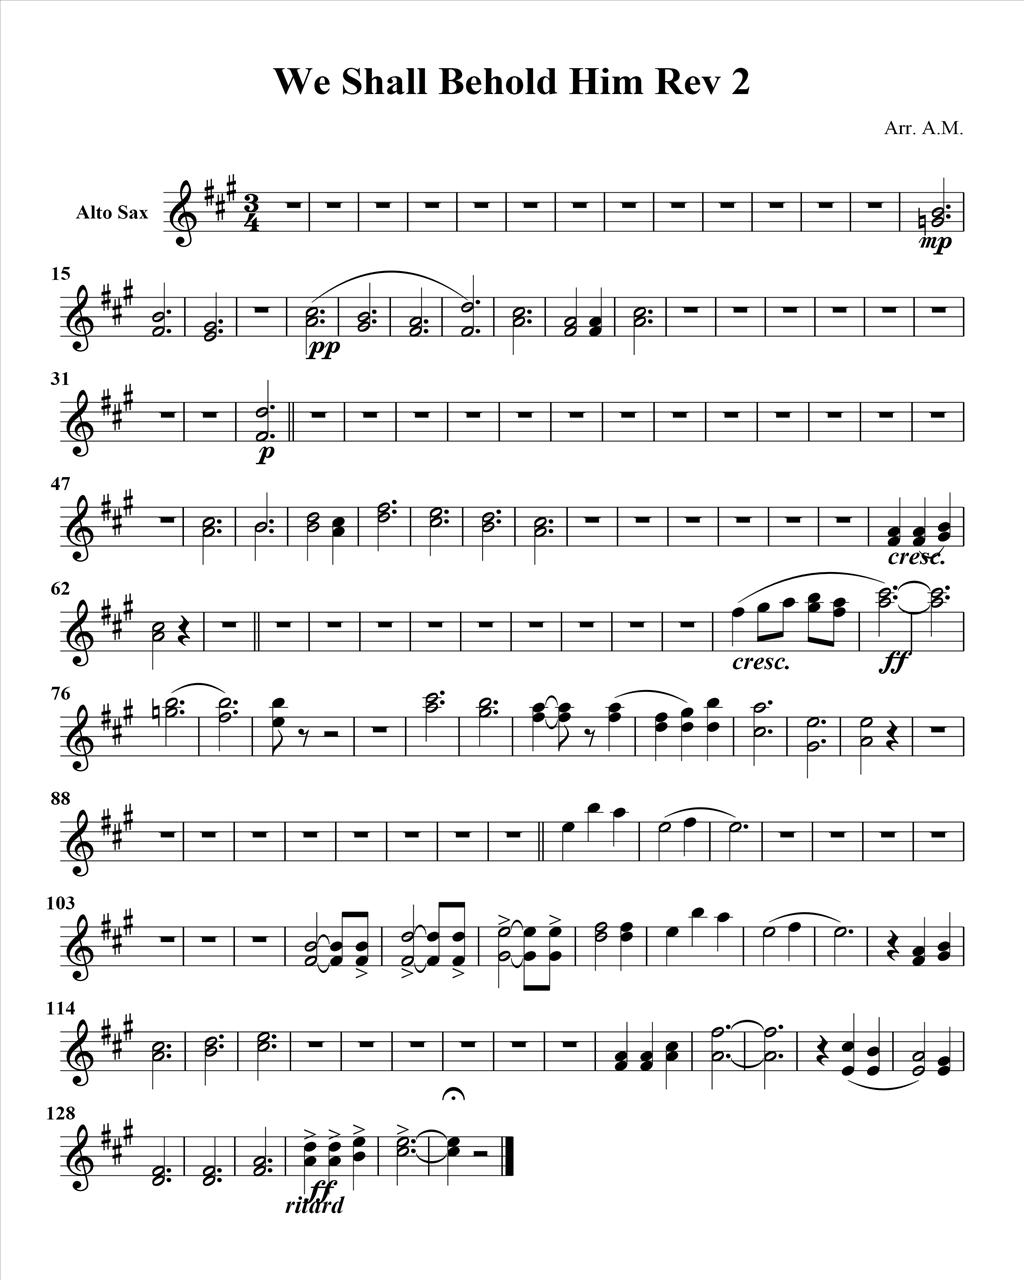 We Shall Behold Him Rev 2
Arr. A.M.
Alto Sax
3
4
mp
15
pp
31
p
47
cresc.
62
cresc.
ff
76
88
103
114
128
ff
ritard